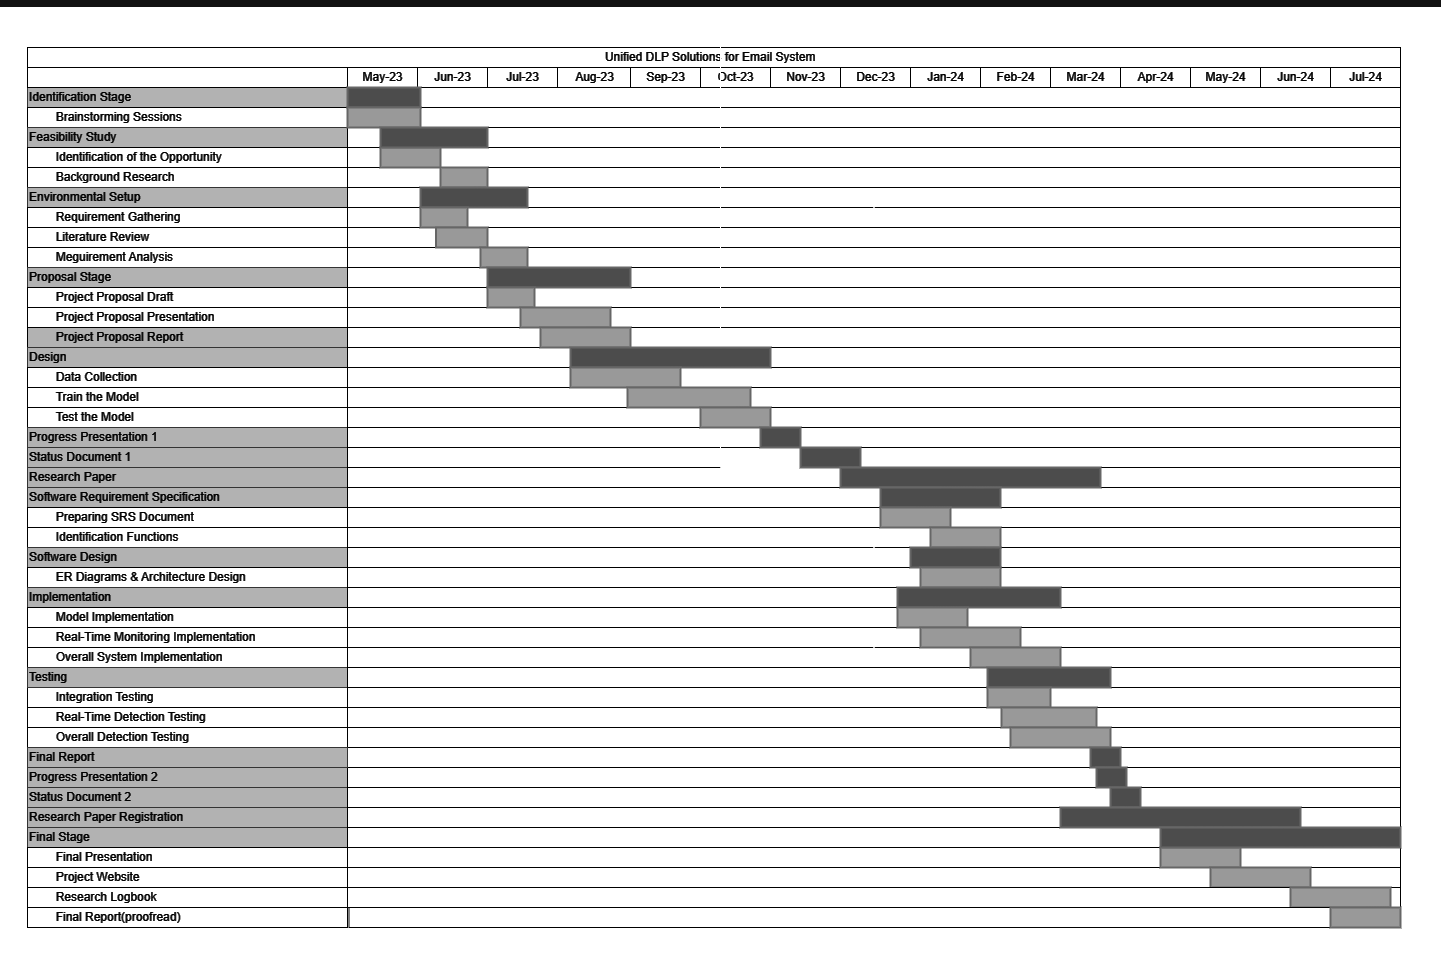 Unified DLP Solutions for Email System
May-23 Jun-23 Jul-23 Aug-23 Sep-23 Oct-23 Nov-23 Dec-23 Jan-24 Feb-24 Mar-24 Apr-24 May-24 Jun-24 Jul-24
Identification Stage
Brainstorming Sessions
Feasibility Study
Identification of the Opportunity
Background Research
Environmental Setup
Requirement Gathering
Literature Review
Meguirement Analysis
Proposal Stage
Project Proposal Draft
Project Proposal Presentation
Project Proposal Report
Design
Data Collection
Train the Model
Test the Model
Progress Presentation 1
Status Document 1
Research Paper
Software Requirement Specification
Preparing SRS Document
Identification Functions
Software Design
ER Diagrams & Architecture Design
Implementation
Model Implementation
Real-Time Monitoring Implementation
Overall System Implementation
Testing
Integration Testing
Real-Time Detection Testing
Overall Detection Testing
Final Report
Progress Presentation 2
Status Document 2
Research Paper Registration
Final Stage
Final Presentation
Project Website
Research Logbook
Final Report(proofread)